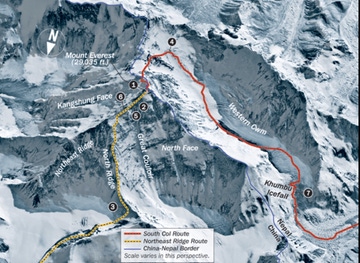 N
4
Mount Everest
(29,035 ft.)
1
6
2
5
Kangshung Face
Northeast Ridge
North Ridge
Great Couloir
North Face
Western Cwm
Khumbu
Icefall
7
3
Nepal
China
South Col Route
Northeast Ridge Route
China-Nepal Border
Scale varies in this perspective.